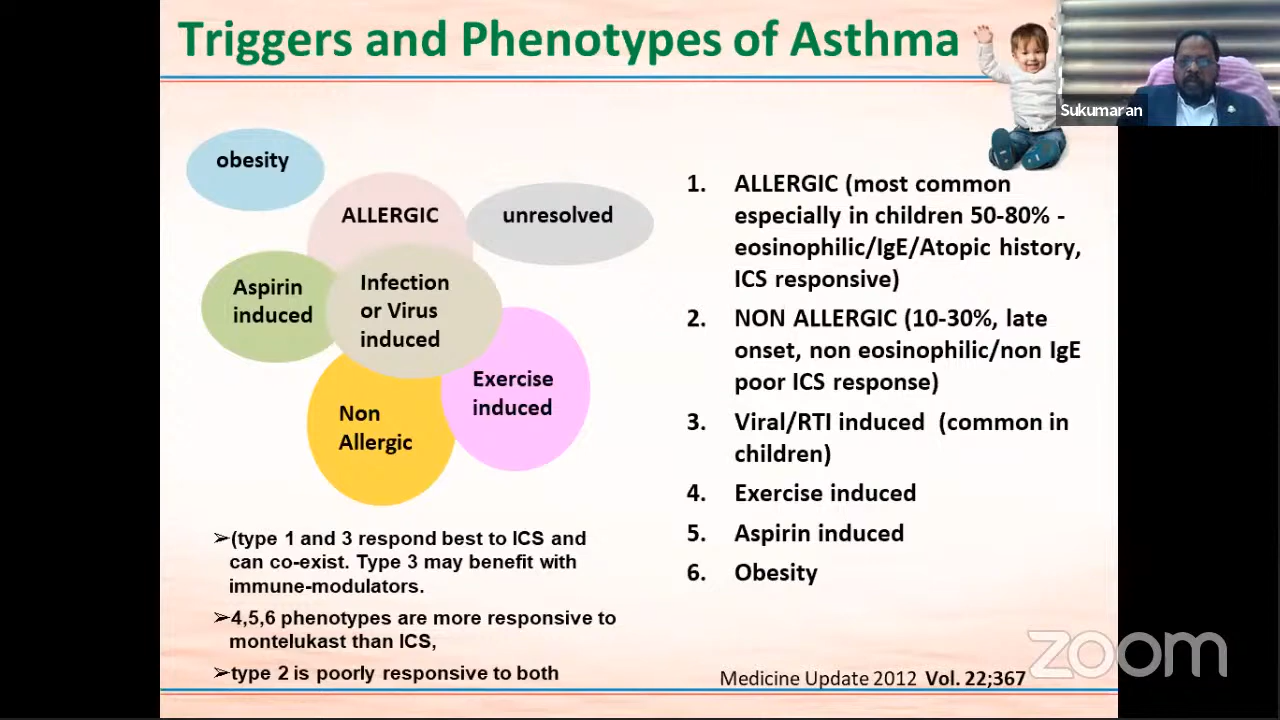 Triggers and Phenotypes of Asthma
Sukumaran
obesity
ALLERGIC
unresolved
Aspirin
induced
Infection
or Virus
induced
Exercise
induced
Non
Allergic
➢(type 1 and 3 respond best to ICS and
can co-exist. Type 3 may benefit with
immune-modulators.
➢4,5,6 phenotypes are more responsive to
montelukast than ICS,
➢type 2 is poorly responsive to both
1. ALLERGIC (most common
especially in children 50-80% -
eosinophilic/IgE/Atopic history,
ICS responsive)
2. NON ALLERGIC (10-30%, late
onset, non eosinophilic/non IgE
poor ICS response)
3. Viral/RTI induced (common in
children)
4. Exercise induced
5. Aspirin induced
6. Obesity
Medicine Update 2012 Vol. 22;367
zoom